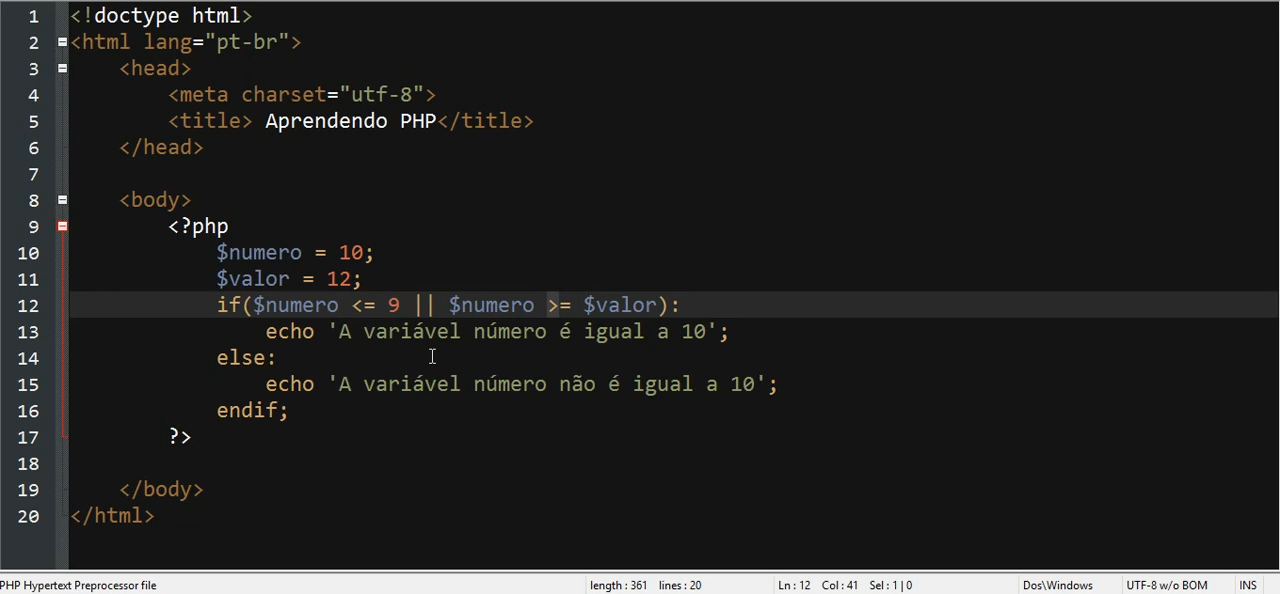 1 <!doctype html>
2 <html lang="pt-br">
3 <head>
4 <meta charset="utf-8">
5 <title> Aprendendo PHP</title>
6 </head>
7
8 <body>
9 <?php
10 $numero = 10;
11 $valor = 12;
12 if($numero <= 9 || $numero >= $valor):
13 echo 'A variável número é igual a 10';
14 else:
15 echo 'A variável número não é igual a 10';
16 endif;
17 ?>
18
19 </body>
20 </html>
PHP Hypertext Preprocessor file length : 361 lines : 20 Ln : 12 Col : 41 Sel : 1 | 0 Dos\Windows UTF-8 w/o BOM INS